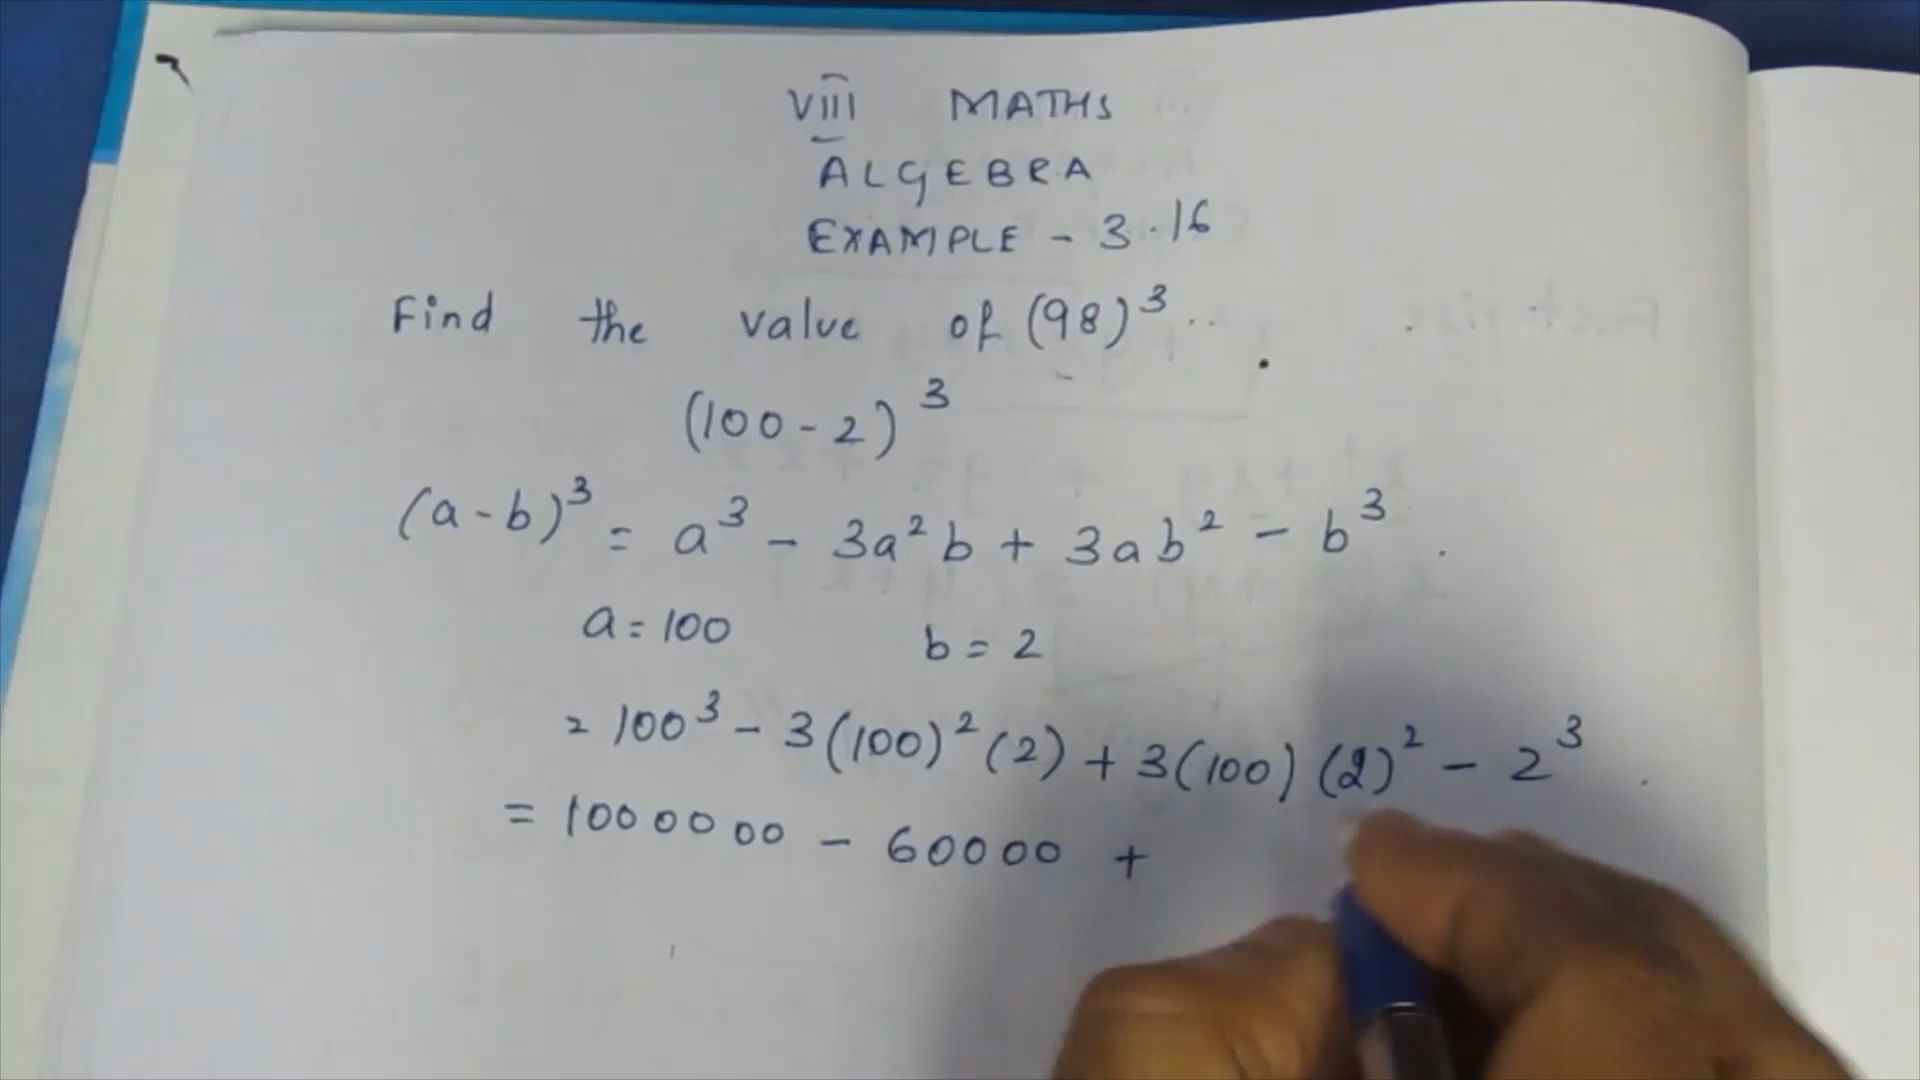 VIII MATHS
ALGEBRA
EXAMPLE - 3.16
Find the value of (98)³..
(100-2)³
(a-b)³ = a³ - 3a²b + 3ab² - b³.
a=100 b=2
= 100³ - 3(100)²(2) + 3(100)(2)² - 2³.
= 1000000 - 60000 +